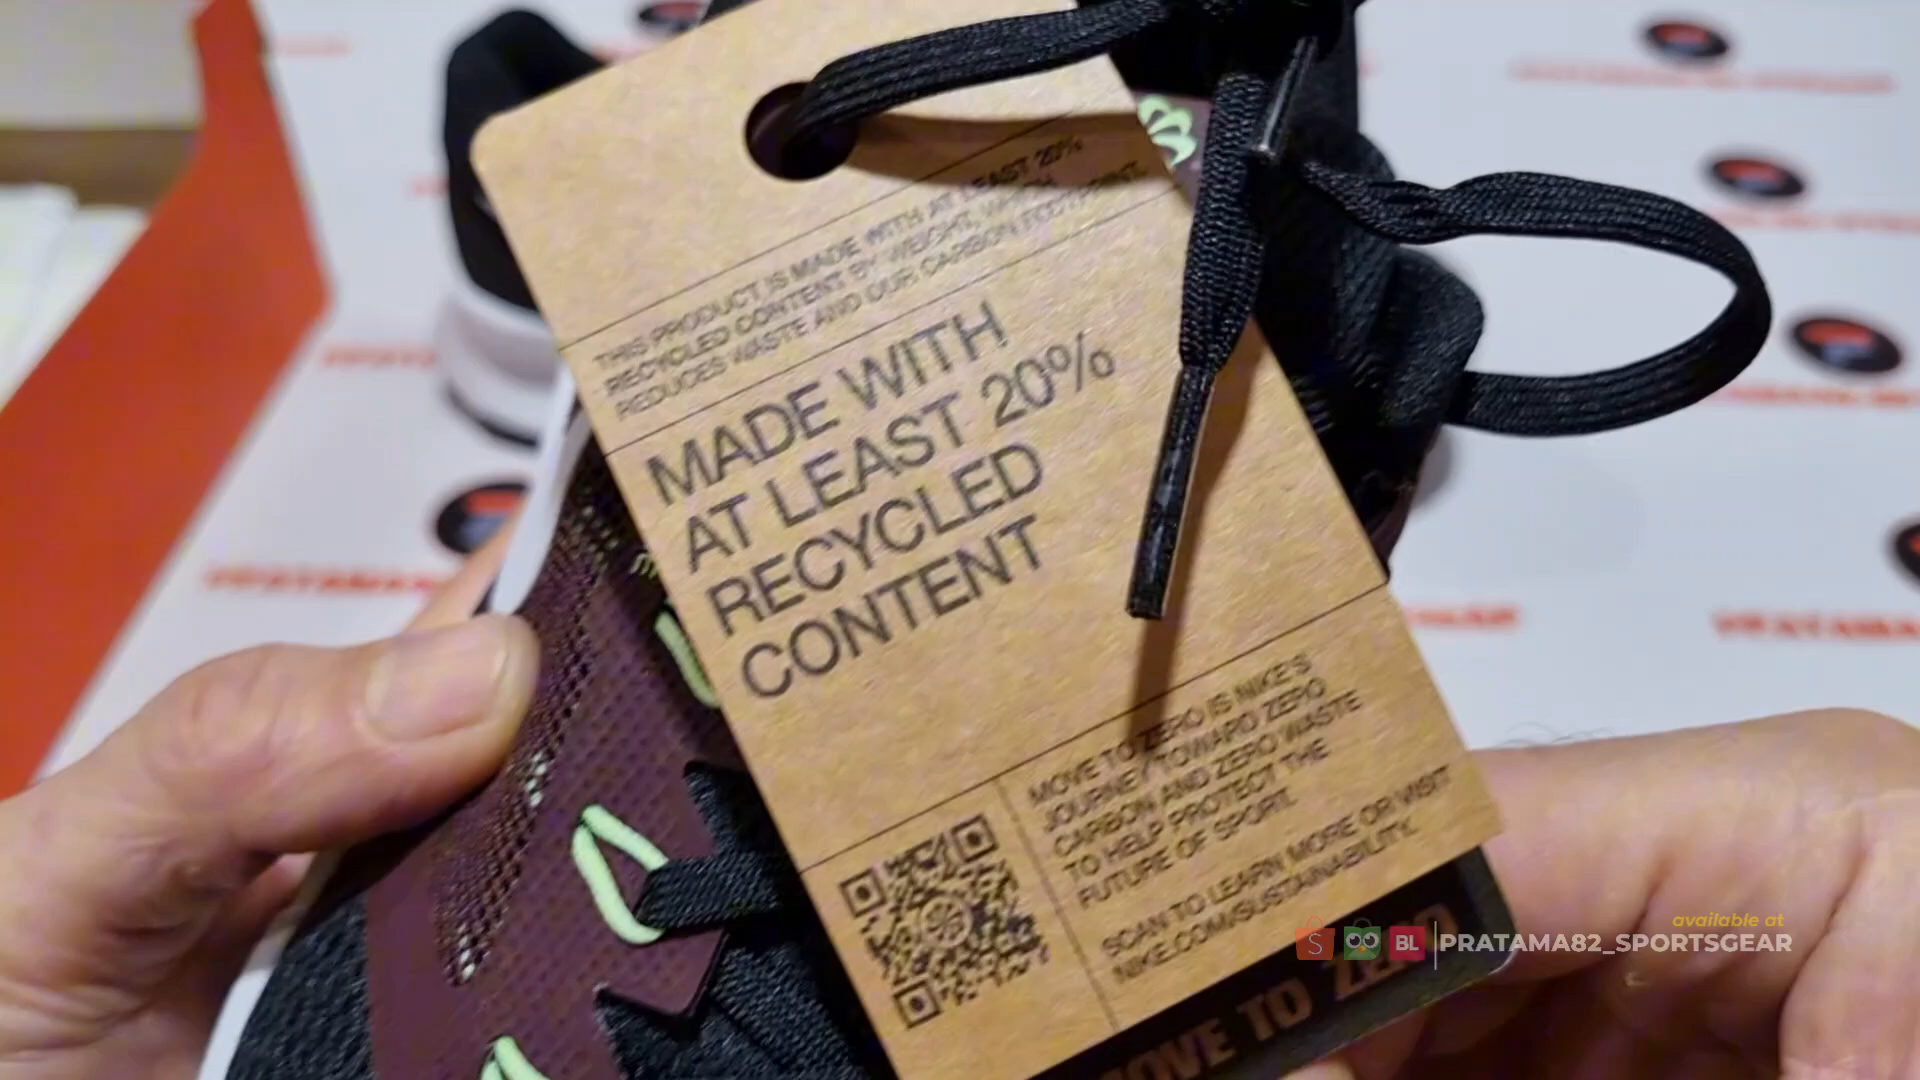 THIS PRODUCT IS MADE WITH AT LEAST 20%
RECYCLED CONTENT BY WEIGHT, WHICH
REDUCES WASTE AND OUR CARBON FOOTPRINT.
MADE WITH
AT LEAST 20%
RECYCLED
CONTENT
MOVE TO ZERO IS NIKE'S
JOURNEY TOWARD ZERO
CARBON AND ZERO WASTE
TO HELP PROTECT THE
FUTURE OF SPORT.
SCAN TO LEARN MORE OR VISIT
NIKE.COM/SUSTAINABILITY.
MOVE TO ZERO
available at
BL
PRATAMA82_SPORTSGEAR